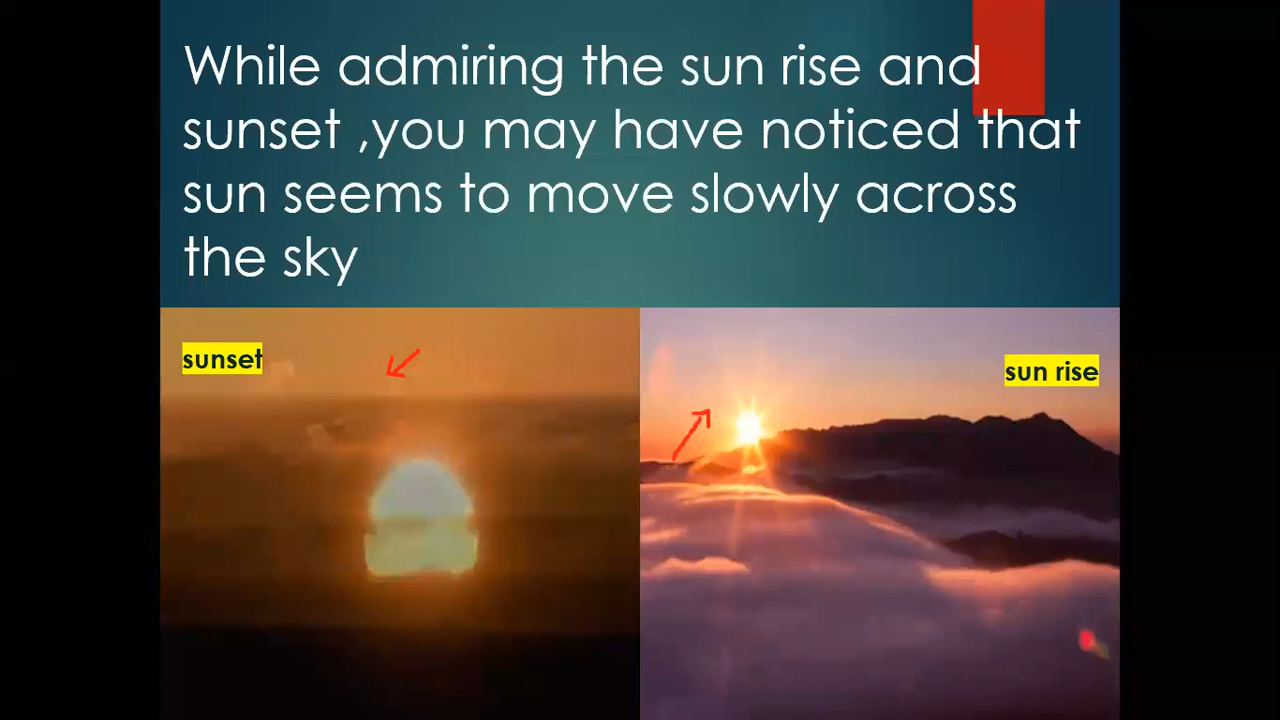 While admiring the sun rise and
sunset ,you may have noticed that
sun seems to move slowly across
the sky
sunset
sun rise